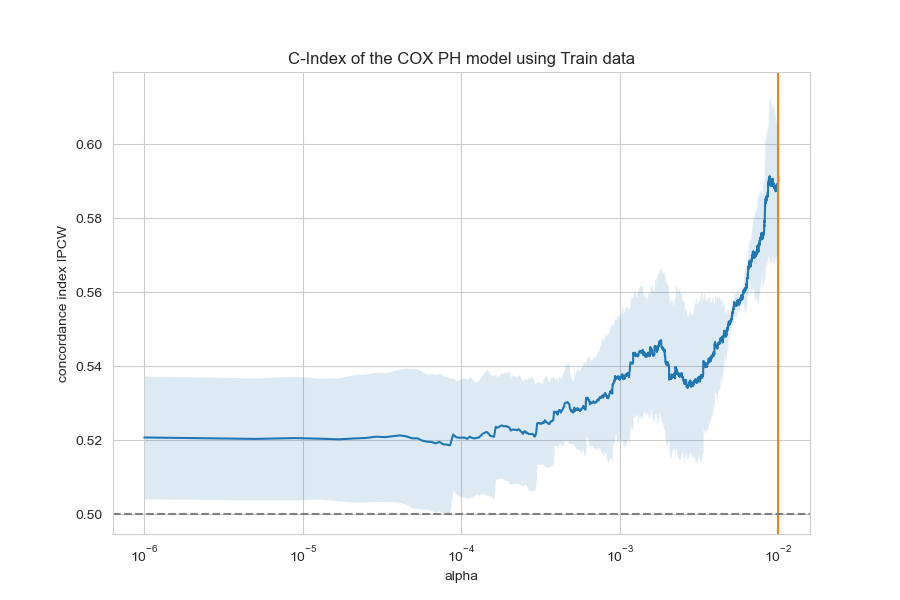 C-Index of the COX PH model using Train data
concordance index IPCW
0.60
0.58
0.56
0.54
0.52
0.50
10⁻⁶ 10⁻⁵ 10⁻⁴ 10⁻³ 10⁻²
alpha